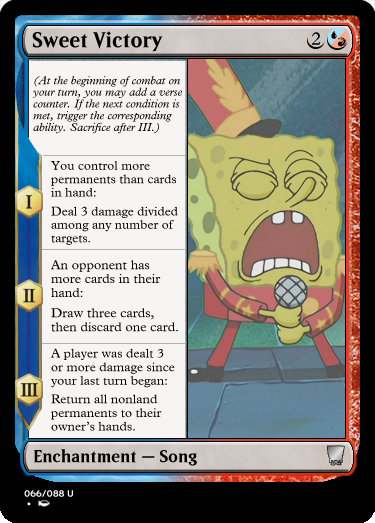 Sweet Victory 2
(At the beginning of combat on
your turn, you may add a verse
counter. If the next condition is
met, trigger the corresponding
ability. Sacrifice after III.)
You control more
permanents than cards
in hand:
I
Deal 3 damage divided
among any number of
targets.
An opponent has
more cards in their
hand:
II
Draw three cards,
then discard one card.
A player was dealt 3
or more damage since
your last turn began:
III
Return all nonland
permanents to their
owner's hands.
Enchantment — Song
066/088 U